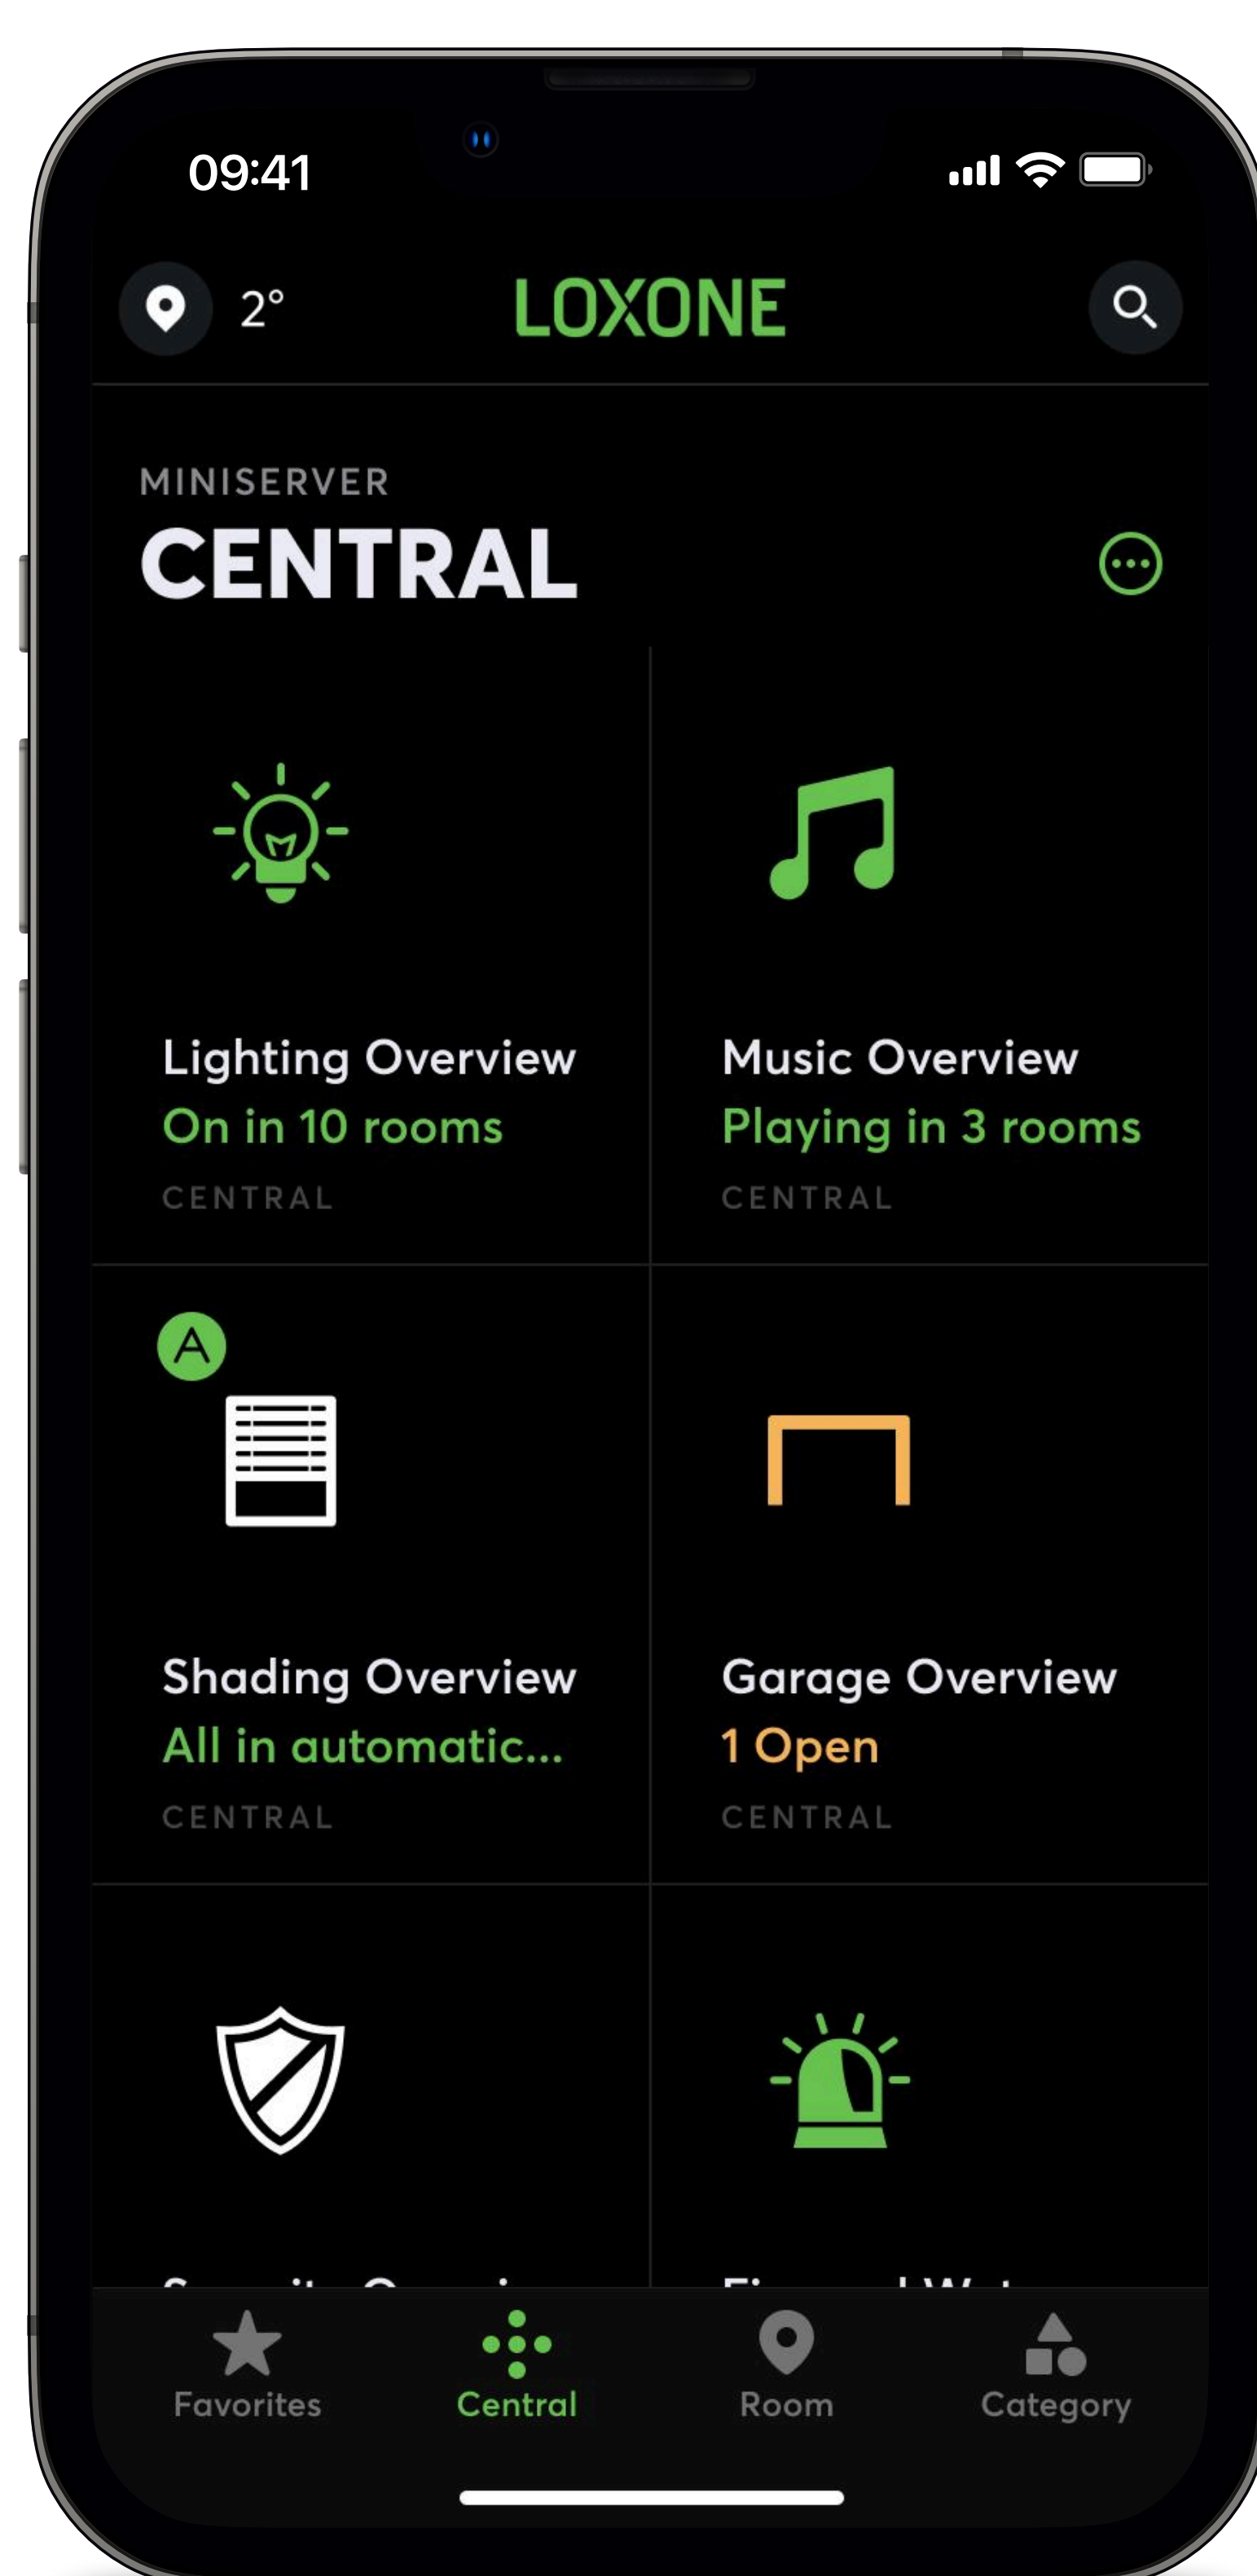 09:41
2°
LOXONE
MINISERVER
CENTRAL
Lighting Overview
On in 10 rooms
CENTRAL
Music Overview
Playing in 3 rooms
CENTRAL
A
Shading Overview
All in automatic...
CENTRAL
Garage Overview
1 Open
CENTRAL
Favorites
Central
Room
Category